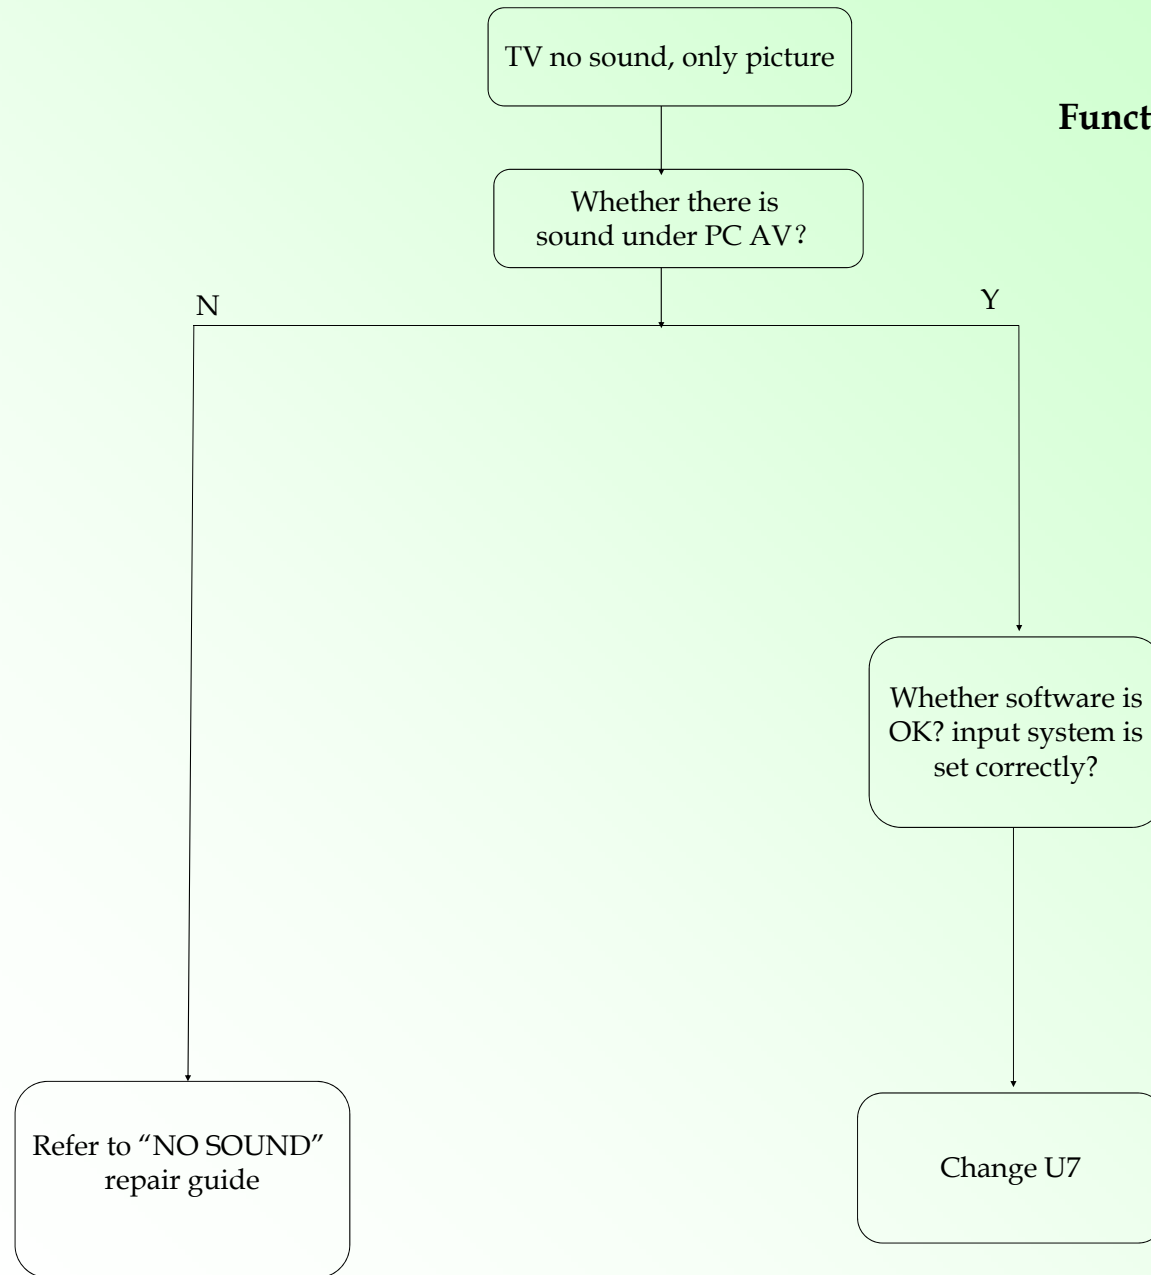 TV no sound, only picture
Funct
Whether there is
sound under PC AV?
N
Y
Whether software is
OK? input system is
set correctly?
Refer to “NO SOUND”
repair guide
Change U7